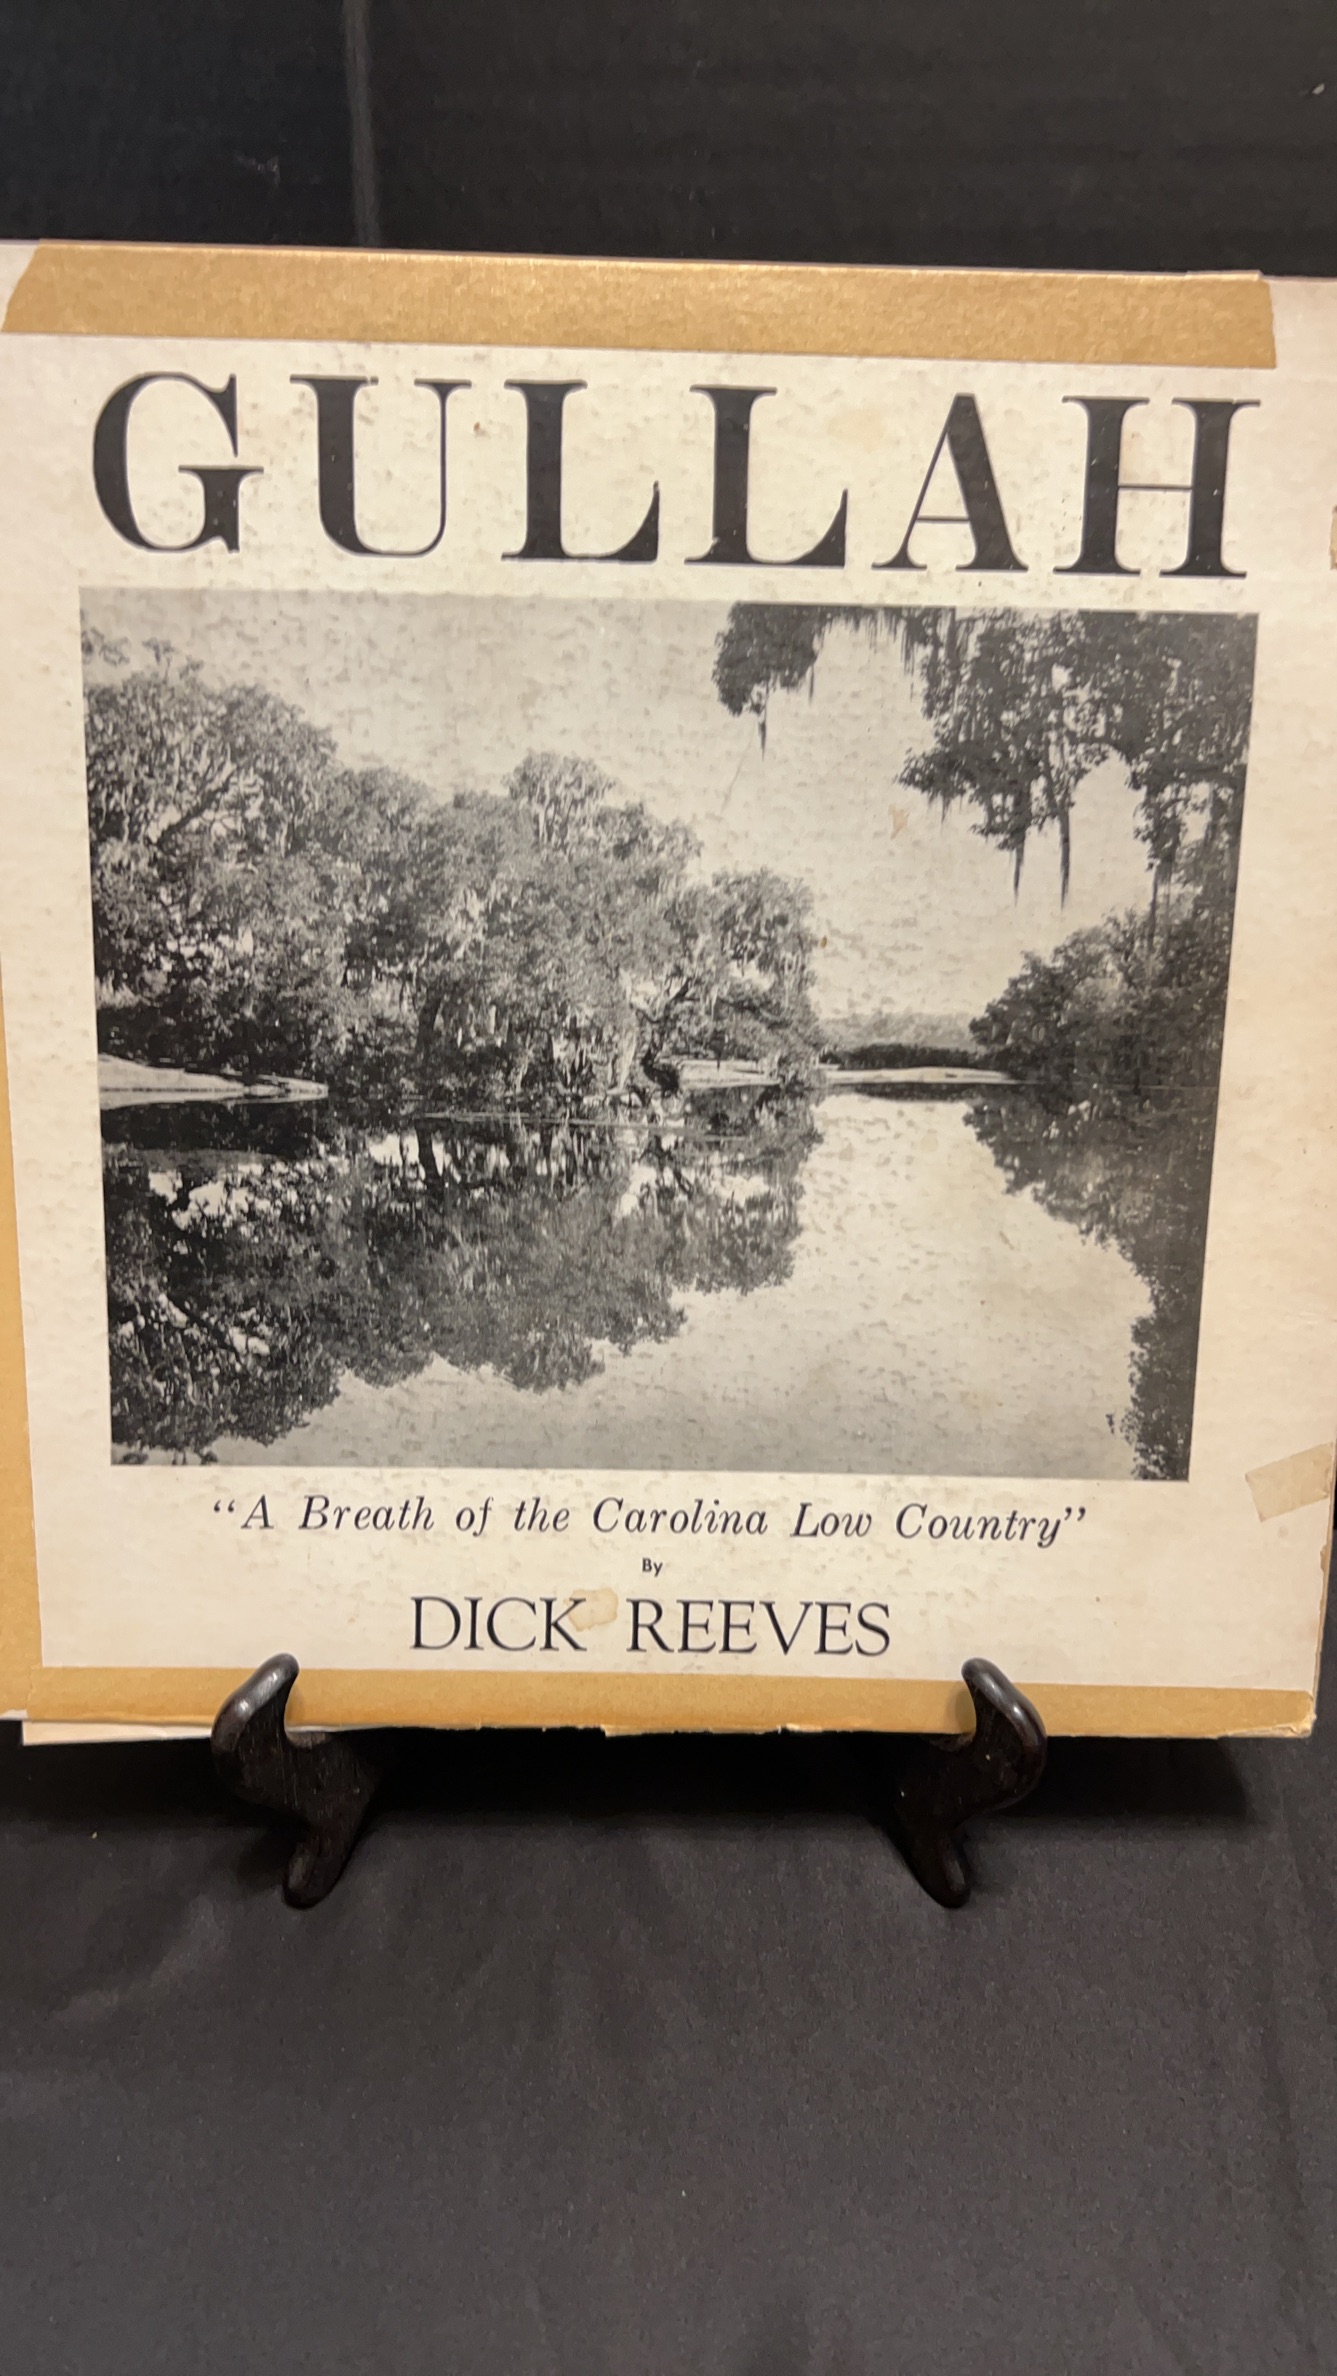 GULLAH
“A Breath of the Carolina Low Country”
By
DICK REEVES